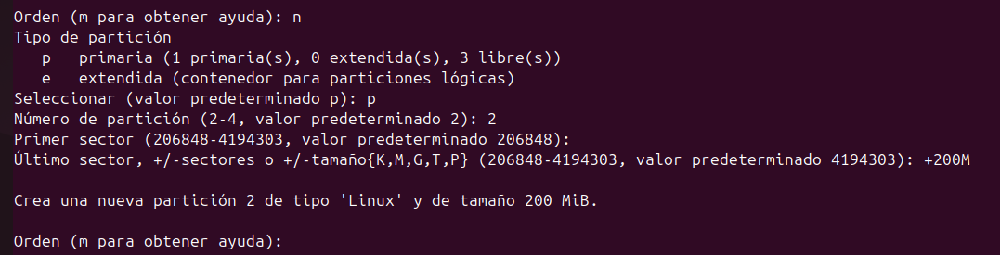 Orden (m para obtener ayuda): n
Tipo de partición
   p   primaria (1 primaria(s), 0 extendida(s), 3 libre(s))
   e   extendida (contenedor para particiones lógicas)
Seleccionar (valor predeterminado p): p
Número de partición (2-4, valor predeterminado 2): 2
Primer sector (206848-4194303, valor predeterminado 206848):
Último sector, +/-sectores o +/-tamaño{K,M,G,T,P} (206848-4194303, valor predeterminado 4194303): +200M

Crea una nueva partición 2 de tipo 'Linux' y de tamaño 200 MiB.

Orden (m para obtener ayuda):